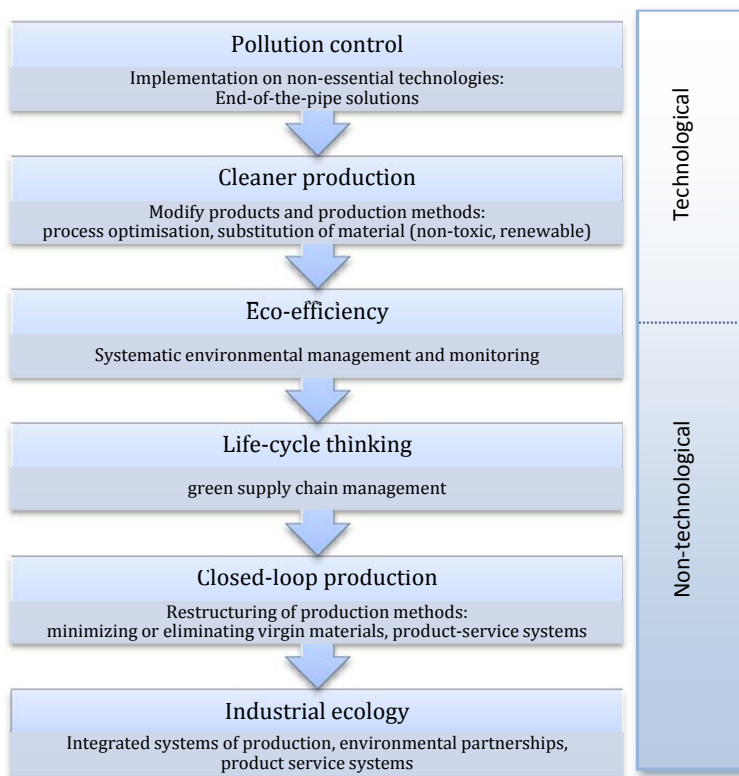 Pollution control
Implementation on non-essential technologies:
End-of-the-pipe solutions
Cleaner production
Modify products and production methods:
process optimisation, substitution of material (non-toxic, renewable)
Eco-efficiency
Systematic environmental management and monitoring
Life-cycle thinking
green supply chain management
Closed-loop production
Restructuring of production methods:
minimizing or eliminating virgin materials, product-service systems
Industrial ecology
Integrated systems of production, environmental partnerships,
product service systems
Technological
Non-technological